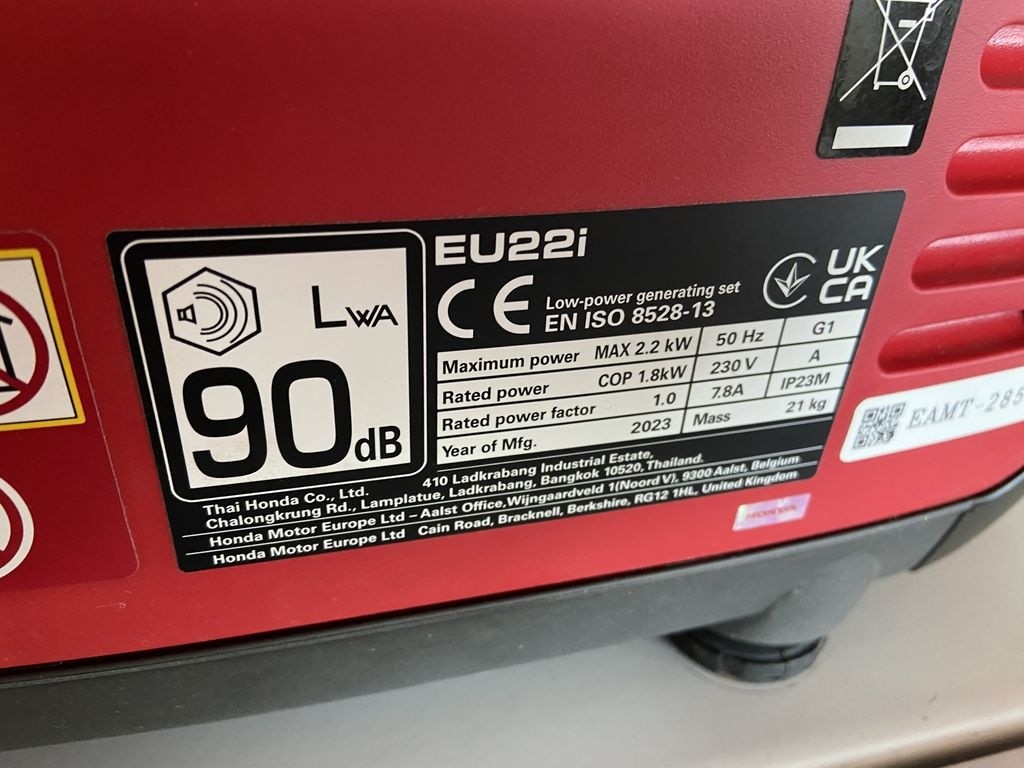 LWA
90dB
EU22i
CE
Low-power generating set
EN ISO 8528-13
UK
CA
Maximum power MAX 2.2 kW 50 Hz G1
Rated power COP 1.8kW 230 V A
Rated power factor 1.0 7.8A IP23M
Year of Mfg. 2023 Mass 21 kg
Thai Honda Co., Ltd. 410 Ladkrabang Industrial Estate,
Chalongkrung Rd., Lamplatue, Ladkrabang, Bangkok 10520, Thailand.
Honda Motor Europe Ltd – Aalst Office, Wijngaardveld 1(Noord V), 9300 Aalst, Belgium
Honda Motor Europe Ltd Cain Road, Bracknell, Berkshire, RG12 1HL, United Kingdom
HONDA
EAMT-285